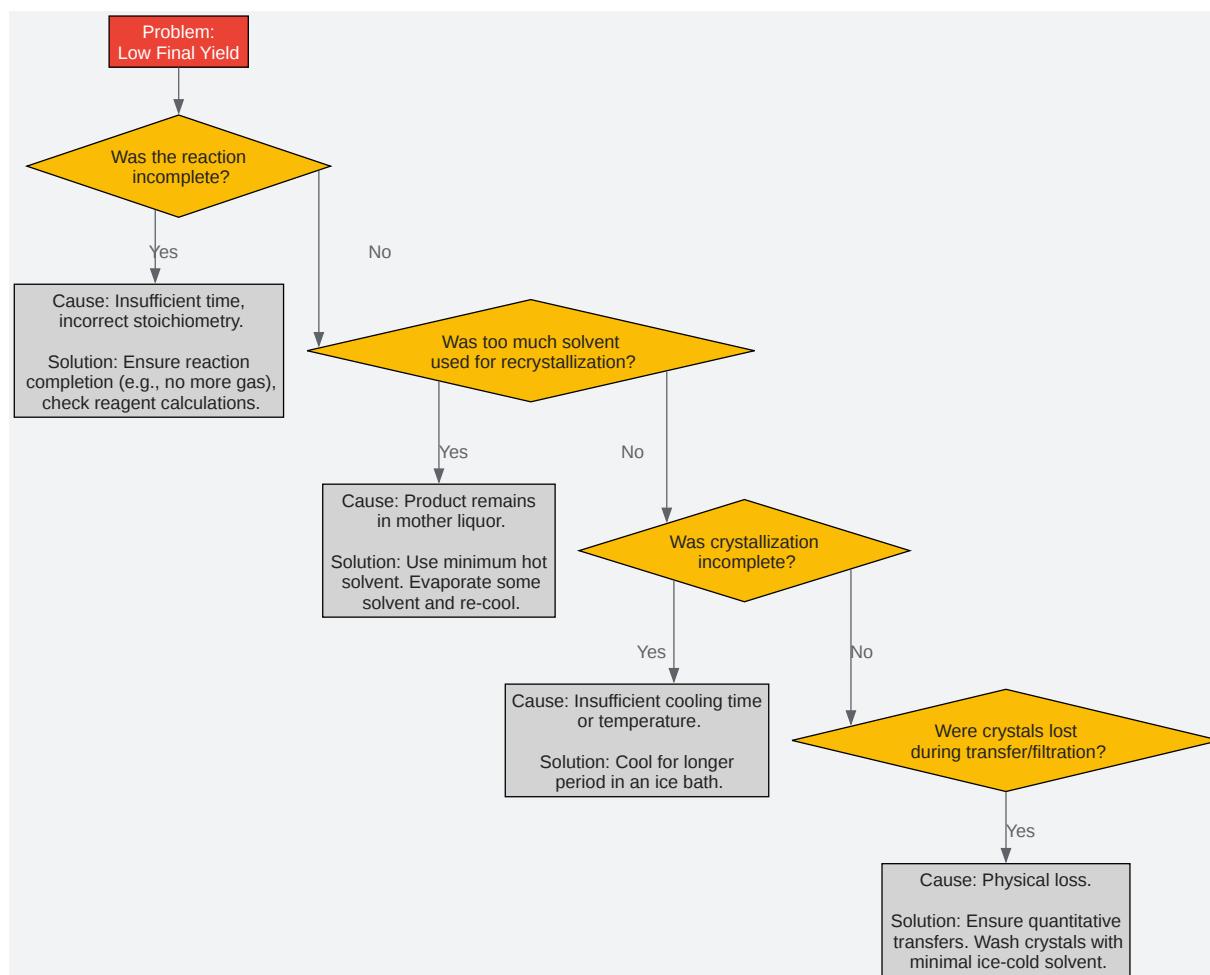 Problem:
Low Final Yield
Was the reaction
incomplete?
Yes
No
Cause: Insufficient time,
incorrect stoichiometry.
Solution: Ensure reaction
completion (e.g., no more gas),
check reagent calculations.
Was too much solvent
used for recrystallization?
Yes
No
Cause: Product remains
in mother liquor.
Solution: Use minimum hot
solvent. Evaporate some
solvent and re-cool.
Was crystallization
incomplete?
Yes
No
Cause: Insufficient cooling time
or temperature.
Solution: Cool for longer
period in an ice bath.
Were crystals lost
during transfer/filtration?
Yes
Cause: Physical loss.
Solution: Ensure quantitative
transfers. Wash crystals with
minimal ice-cold solvent.